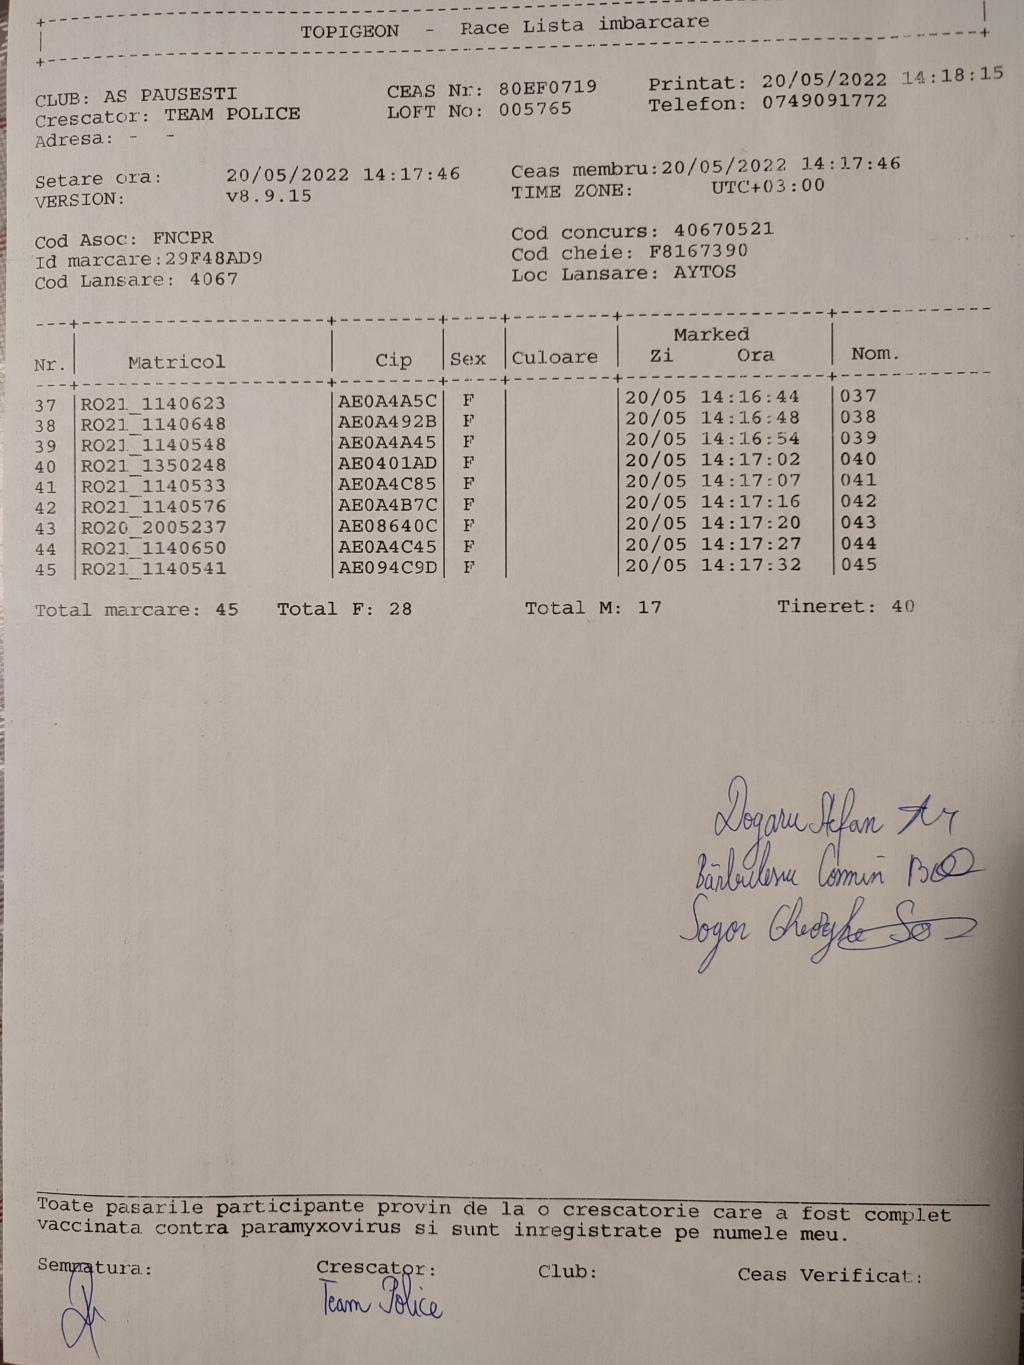 TOPIGEON - Race Lista imbarcare
CLUB: AS PAUSESTI CEAS Nr: 80EF0719 Printat: 20/05/2022 14:18:15
Crescator: TEAM POLICE LOFT No: 005765 Telefon: 0749091772
Adresa: - -
Setare ora: 20/05/2022 14:17:46 Ceas membru:20/05/2022 14:17:46
VERSION: v8.9.15 TIME ZONE: UTC+03:00
Cod Asoc: FNCPR Cod concurs: 40670521
Id marcare:29F48AD9 Cod cheie: F8167390
Cod Lansare: 4067 Loc Lansare: AYTOS
Marked
Nr. Matricol Cip Sex Culoare Zi Ora Nom.
37 RO21_1140623 AE0A4A5C F 20/05 14:16:44 037
38 RO21_1140648 AE0A492B F 20/05 14:16:48 038
39 RO21_1140548 AE0A4A45 F 20/05 14:16:54 039
40 RO21_1350248 AE0401AD F 20/05 14:17:02 040
41 RO21_1140533 AE0A4C85 F 20/05 14:17:07 041
42 RO21_1140576 AE0A4B7C F 20/05 14:17:16 042
43 RO20_2005237 AE08640C F 20/05 14:17:20 043
44 RO21_1140650 AE0A4C45 F 20/05 14:17:27 044
45 RO21_1140541 AE094C9D F 20/05 14:17:32 045
Total marcare: 45 Total F: 28 Total M: 17 Tineret: 40
Dogaru Stefan
Bărbulescu Cosmin
Sogor Gheorghe
Toate pasarile participante provin de la o crescatorie care a fost complet
vaccinata contra paramyxovirus si sunt inregistrate pe numele meu.
Semnatura: Crescator: Club: Ceas Verificat:
Team Police